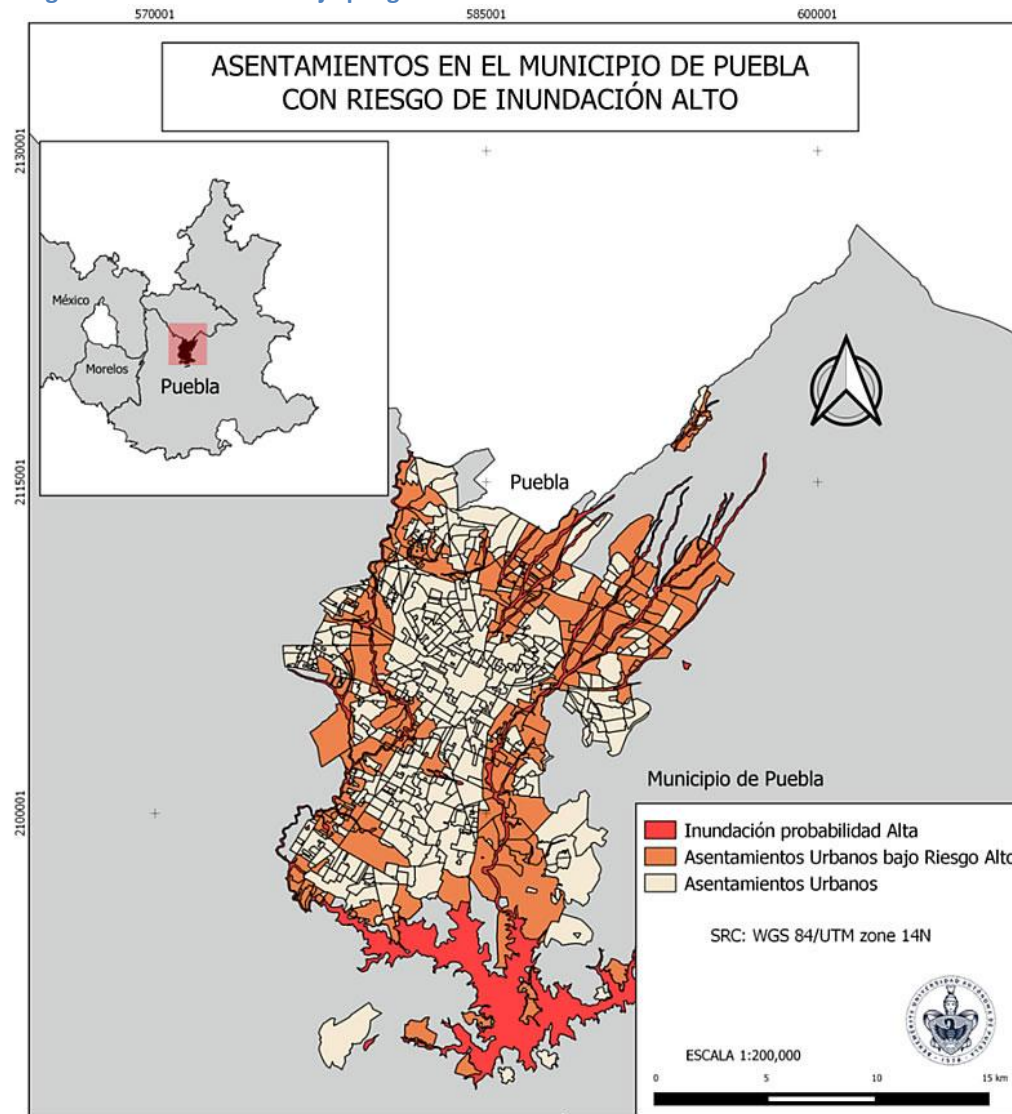 570001
585001
600001
ASENTAMIENTOS EN EL MUNICIPIO DE PUEBLA
CON RIESGO DE INUNDACIÓN ALTO
2130001
México
Morelos
Puebla
2115001
Puebla
2100001
Municipio de Puebla
Inundación probabilidad Alta
Asentamientos Urbanos bajo Riesgo Alto
Asentamientos Urbanos
SRC: WGS 84/UTM zone 14N
ESCALA 1:200,000
0 5 10 15 km